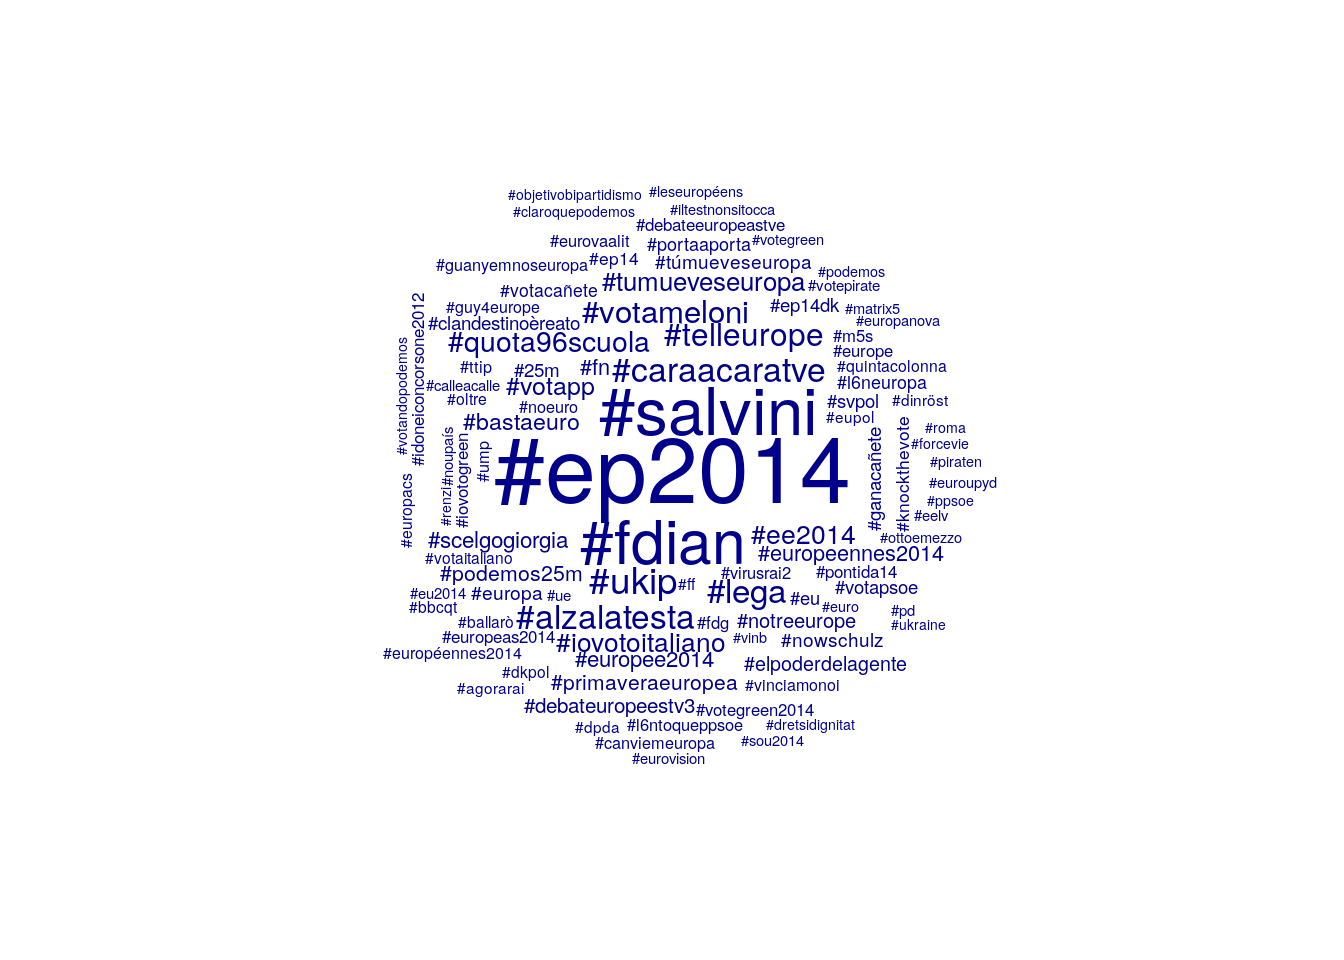 #objetivobipartidismo
#leseuropéens
#claroquepodemos
#iltestnonsitocca
#debateeuropeastve
#eurovaalit
#portaaporta
#votegreen
#guanyemnoseuropa
#ep14
#túmueveseuropa
#podemos
#tumueveseuropa
#votepirate
#votacañete
#guy4europe
#votameloni
#ep14dk
#matrix5
#europanova
#clandestinoèreato
#telleurope
#m5s
#quota96scuola
#europe
#ttip
#25m
#fn
#caraacaratve
#quintacolonna
#l6neuropa
#calleacalle
#votapp
#oltre
#noeuro
#salvini
#svpol
#dinröst
#eupol
#bastaeuro
#votandopodemos
#idoneiconcorsone2012
#noupaís
#renzi
#iovotogreen
#ump
#ep2014
#ganacañete
#knockthevote
#roma
#forcevie
#piraten
#europacs
#euroupyd
#ppsoe
#eelv
#scelgogiorgia
#fdian
#ee2014
#ottoemezzo
#votaitaliano
#europeennes2014
#podemos25m
#ukip
#ff
#virusrai2
#pontida14
#eu2014
#europa
#ue
#lega
#eu
#votapsoe
#bbcqt
#euro
#pd
#ballarò
#alzalatesta
#fdg
#notreeurope
#ukraine
#europeas2014
#iovotoitaliano
#vinb
#nowschulz
#européennes2014
#europee2014
#elpoderdelagente
#dkpol
#agorarai
#primaveraeuropea
#vinciamonoi
#debateuropeestv3
#votegreen2014
#dpda
#l6ntoqueppsoe
#dretsidignitat
#canviemeuropa
#sou2014
#eurovision